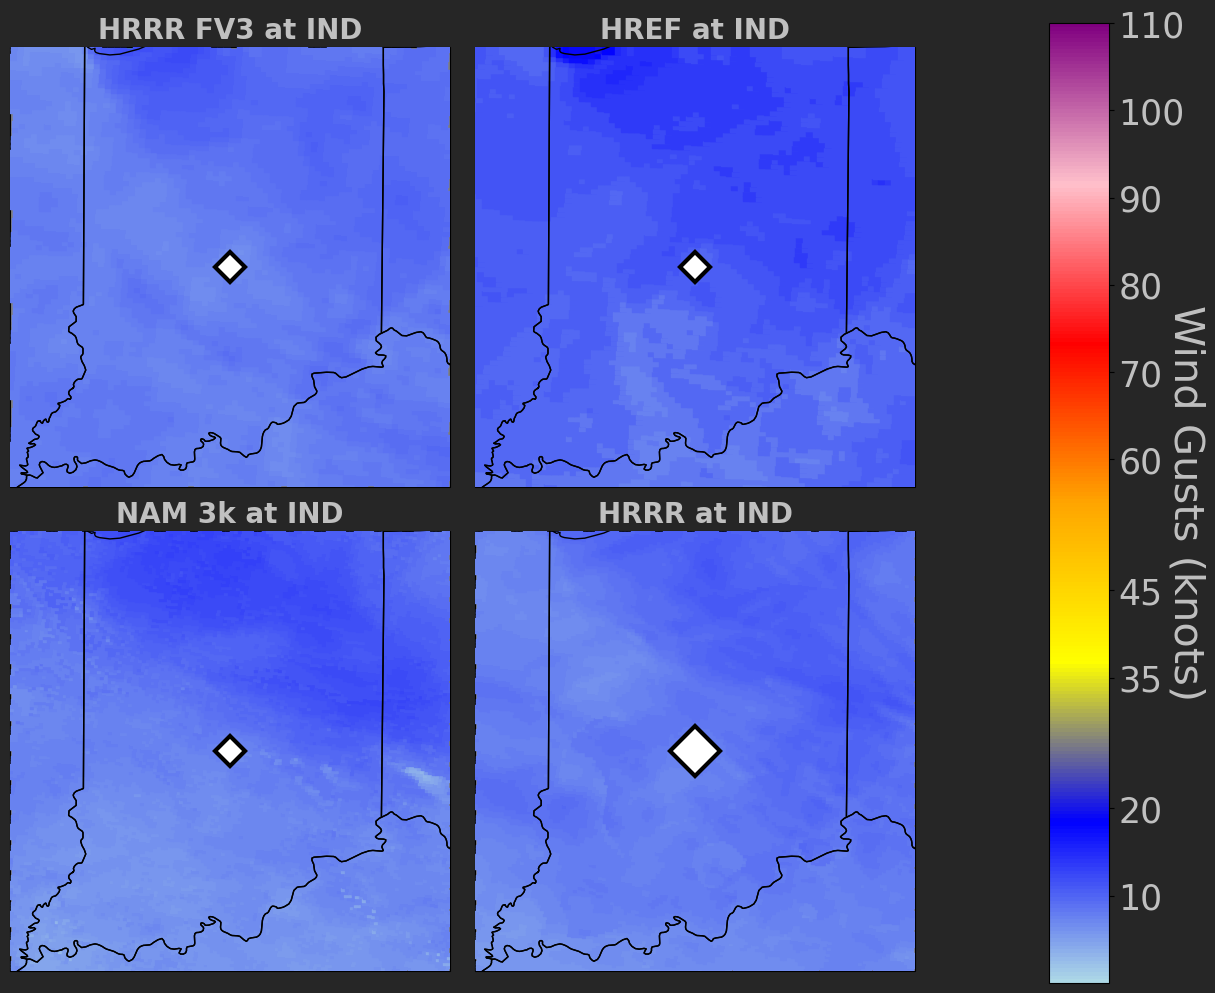 HRRR FV3 at IND
HREF at IND
NAM 3k at IND
HRRR at IND
110
100
90
80
70
60
45
35
20
10
Wind Gusts (knots)